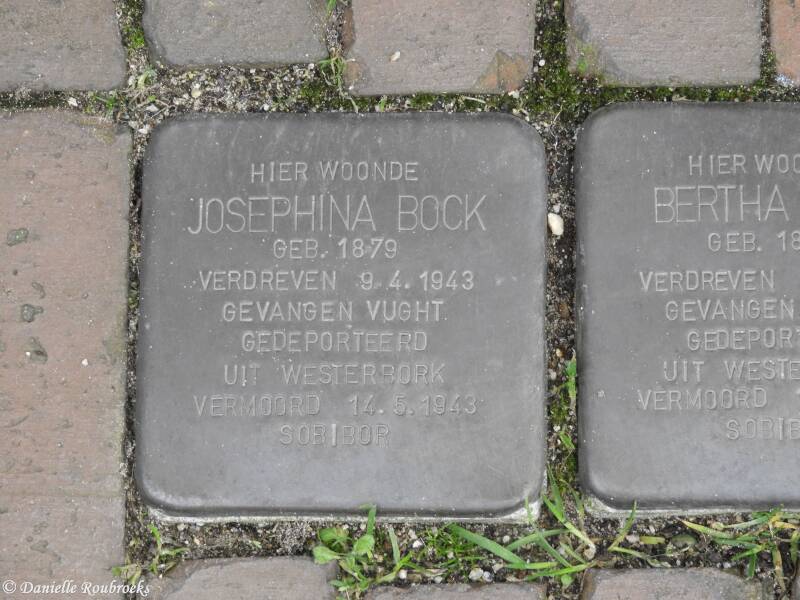 HIER WOONDE
JOSEPHINA BOCK
GEB. 1879
VERDREVEN 9.4.1943
GEVANGEN VUGHT
GEDEPORTEERD
UIT WESTERBORK
VERMOORD 14.5.1943
SOBIBOR
HIER WOO
BERTHA
GEB. 18
VERDREVEN
GEVANGEN
GEDEPORT
UIT WESTE
VERMOORD
SOBIB
© Danielle Roubroeks